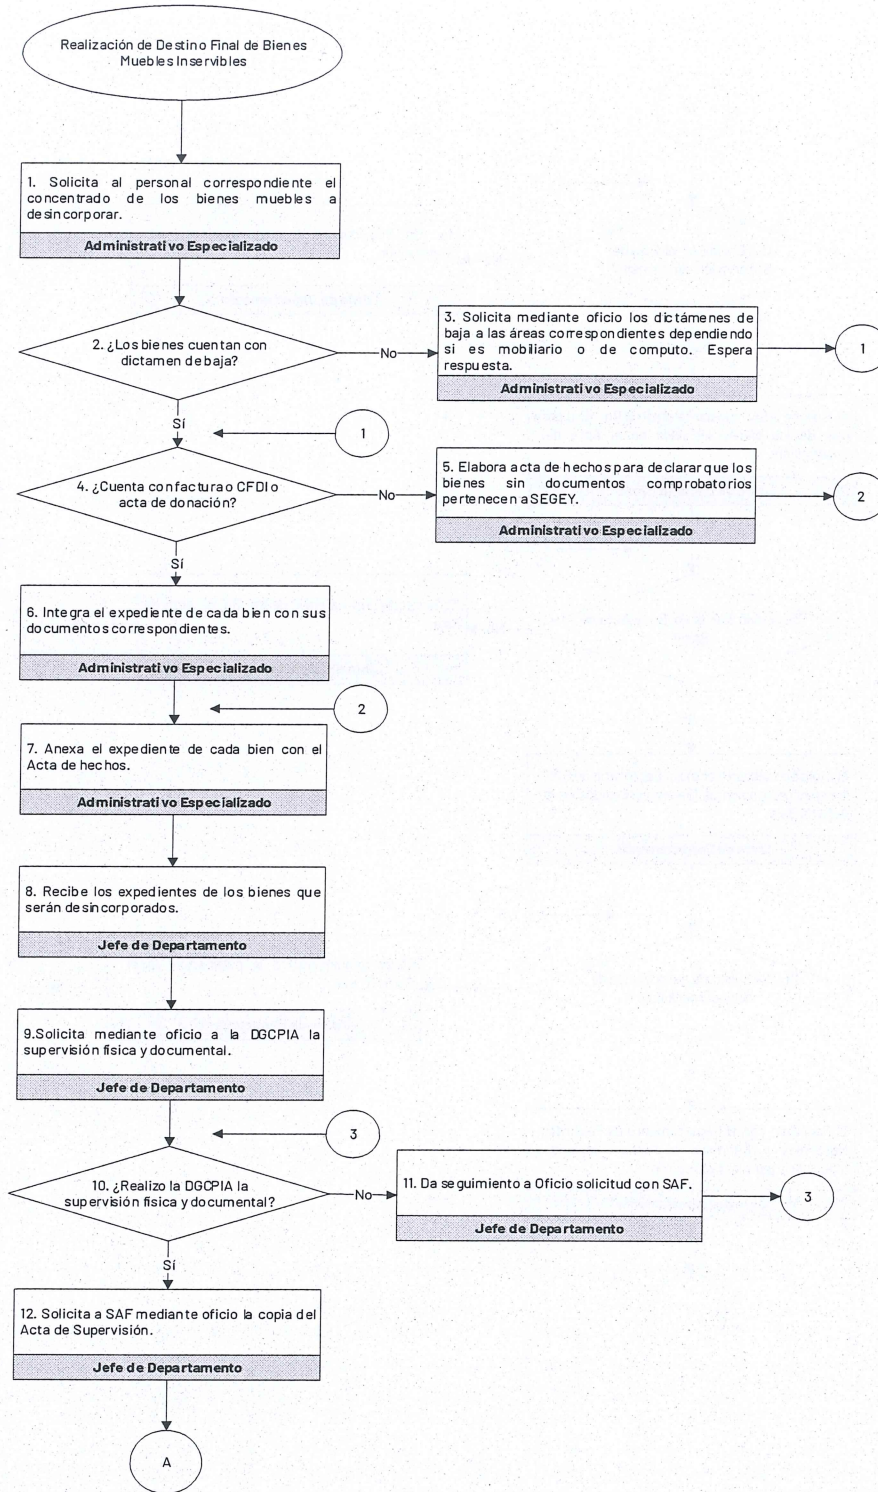 Realización de Destino Final de Bienes
Muebles Inservibles
1. Solicita al personal correspondiente el
concentrado de los bienes muebles a
desincorporar.
Administrativo Especializado
2. ¿Los bienes cuentan con
dictamen de baja?
No
3. Solicita mediante oficio los dictámenes de
baja a las áreas correspondientes dependiendo
si es mobiliario o de computo. Espera
respuesta.
Administrativo Especializado
1
Sí
1
4. ¿Cuenta con factura o CFDI o
acta de donación?
No
5. Elabora acta de hechos para declarar que los
bienes sin documentos comprobatorios
pertenecen a SEGEY.
Administrativo Especializado
2
Sí
6. Integra el expediente de cada bien con sus
documentos correspondientes.
Administrativo Especializado
2
7. Anexa el expediente de cada bien con el
Acta de hechos.
Administrativo Especializado
8. Recibe los expedientes de los bienes que
serán desincorporados.
Jefe de Departamento
9.Solicita mediante oficio a la DGCPIA la
supervisión física y documental.
Jefe de Departamento
3
10. ¿Realizo la DGCPIA la
supervisión física y documental?
No
11. Da seguimiento a Oficio solicitud con SAF.
Jefe de Departamento
3
Sí
12. Solicita a SAF mediante oficio la copia del
Acta de Supervisión.
Jefe de Departamento
A